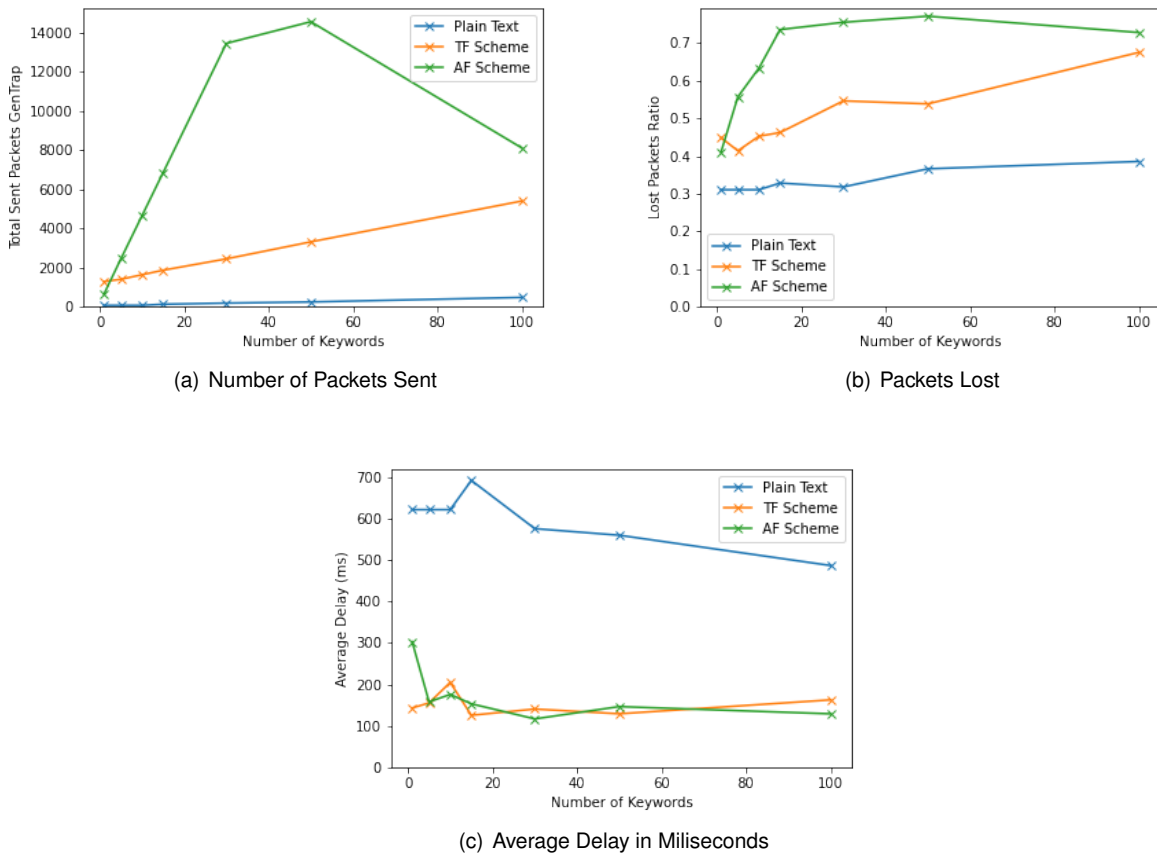 14000
12000
10000
8000
6000
4000
2000
0
Total Sent Packets GenTrap
Plain Text
TF Scheme
AF Scheme
0 20 40 60 80 100
Number of Keywords
(a) Number of Packets Sent
0.7
0.6
0.5
0.4
0.3
0.2
0.1
0.0
Lost Packets Ratio
Plain Text
TF Scheme
AF Scheme
0 20 40 60 80 100
Number of Keywords
(b) Packets Lost
700
600
500
400
300
200
100
0
Average Delay (ms)
Plain Text
TF Scheme
AF Scheme
0 20 40 60 80 100
Number of Keywords
(c) Average Delay in Miliseconds